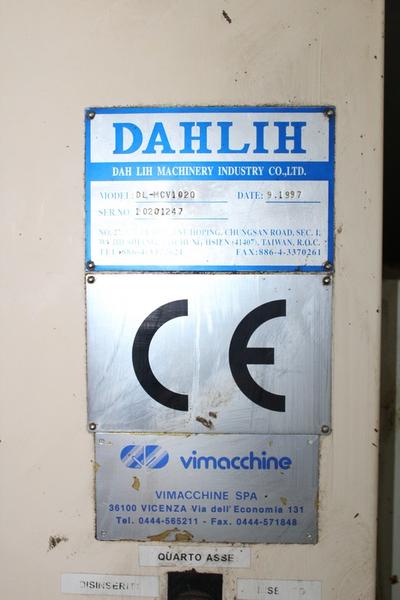 DAHLIH
DAH LIH MACHINERY INDUSTRY CO.,LTD.
MODEL: DL-MCV1020 DATE: 9.1997
SER NO: 10201247
CHUNGSAN ROAD, SEC. 1,
HSIEN (41407), TAIWAN, R.O.C.
FAX:886-4-3370261
CE
vimacchine
VIMACCHINE SPA
36100 VICENZA Via dell'Economia 131
Tel. 0444-565211 - Fax. 0444-571848
QUARTO ASSE
DISINSERITO